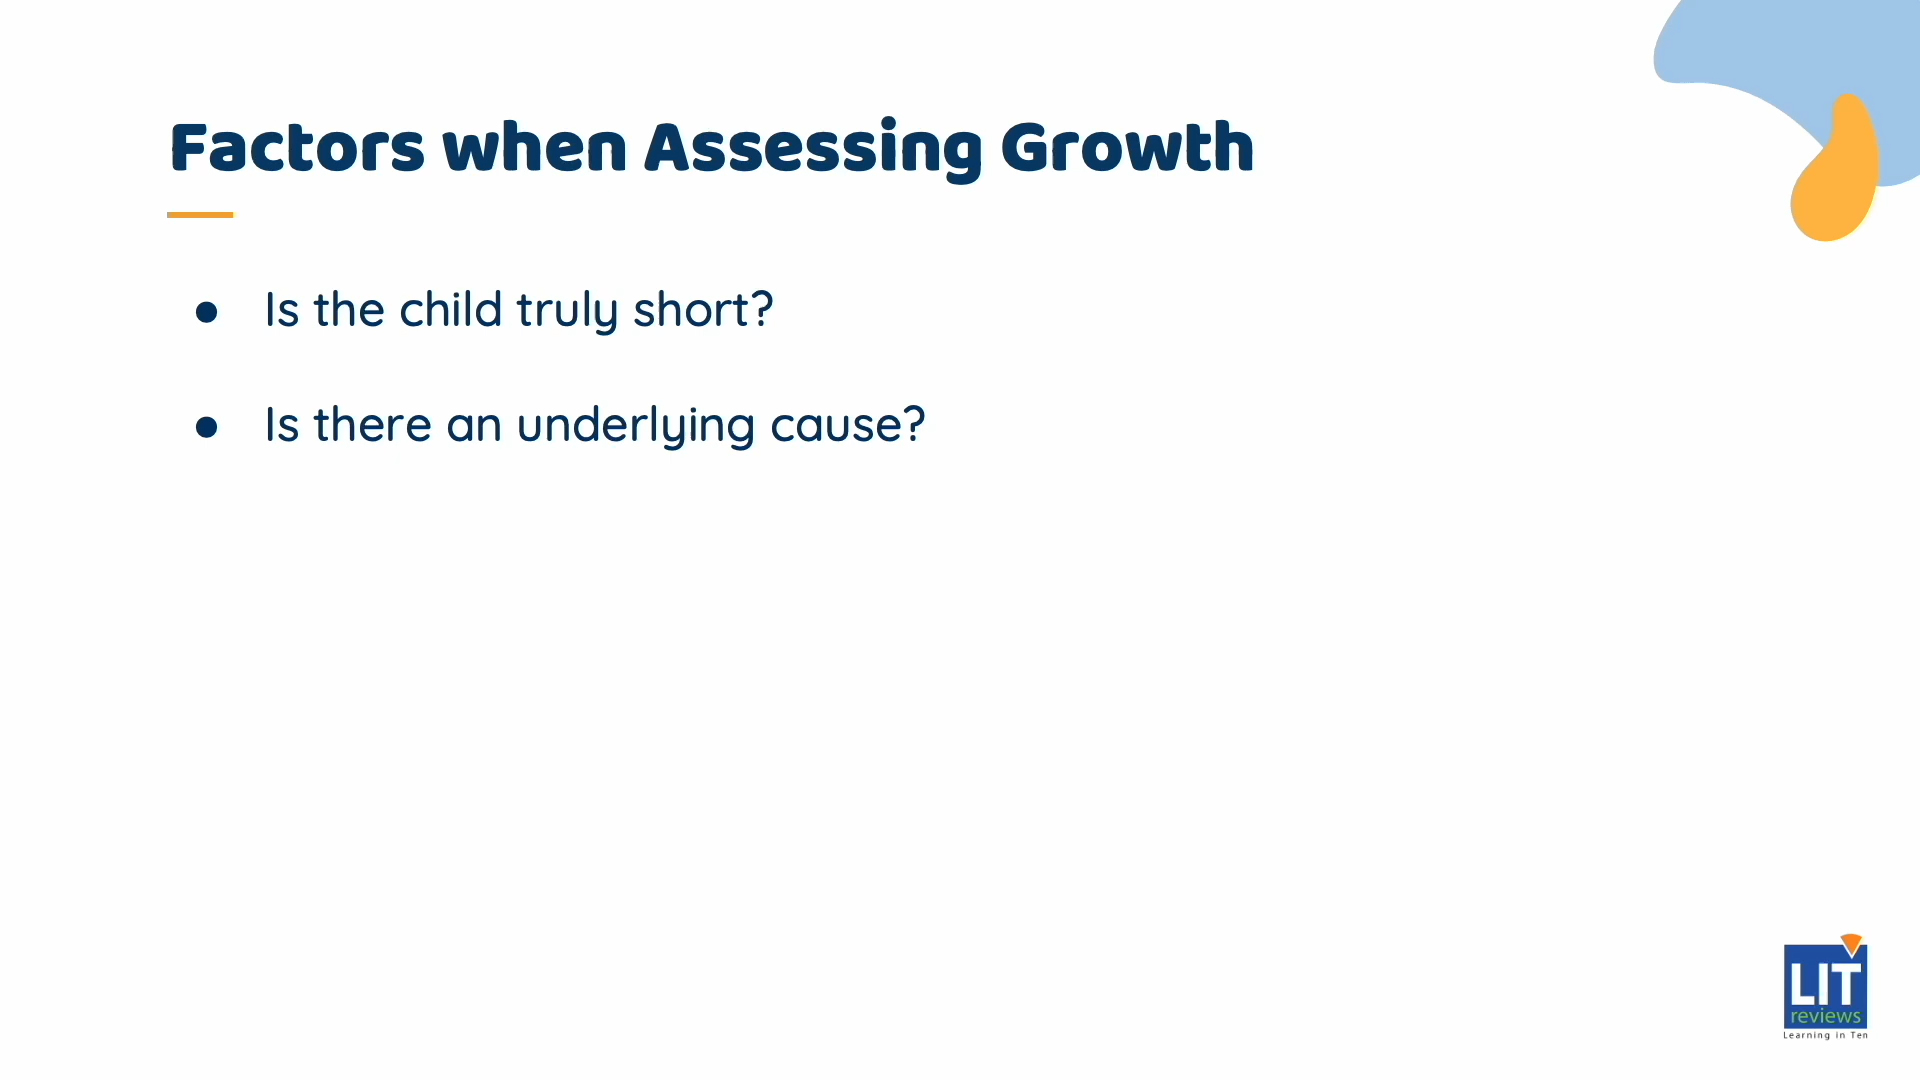 Factors when Assessing Growth
● Is the child truly short?
● Is there an underlying cause?
LIT
reviews
Learning in Ten